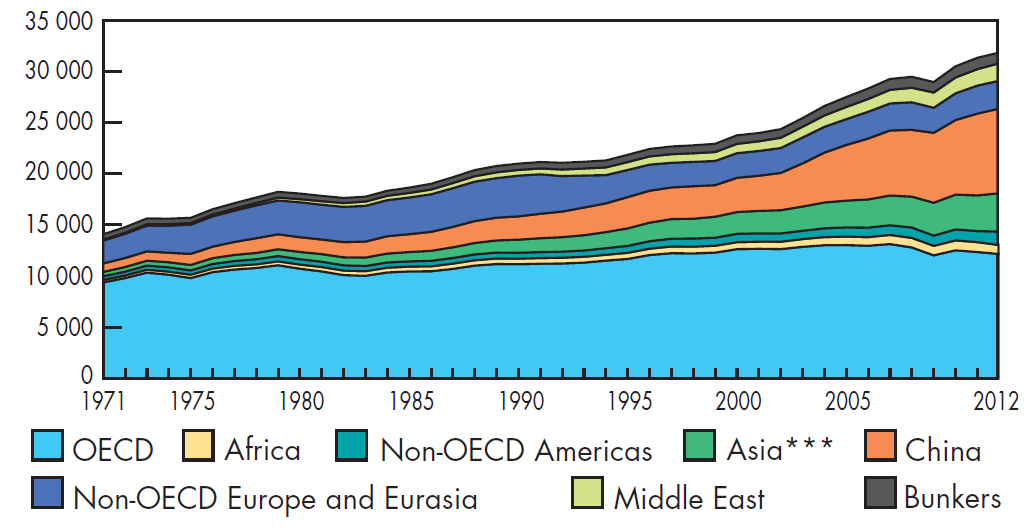 35 000
30 000
25 000
20 000
15 000
10 000
5 000
0
1971 1975 1980 1985 1990 1995 2000 2005 2012
OECD Africa Non-OECD Americas Asia*** China
Non-OECD Europe and Eurasia Middle East Bunkers